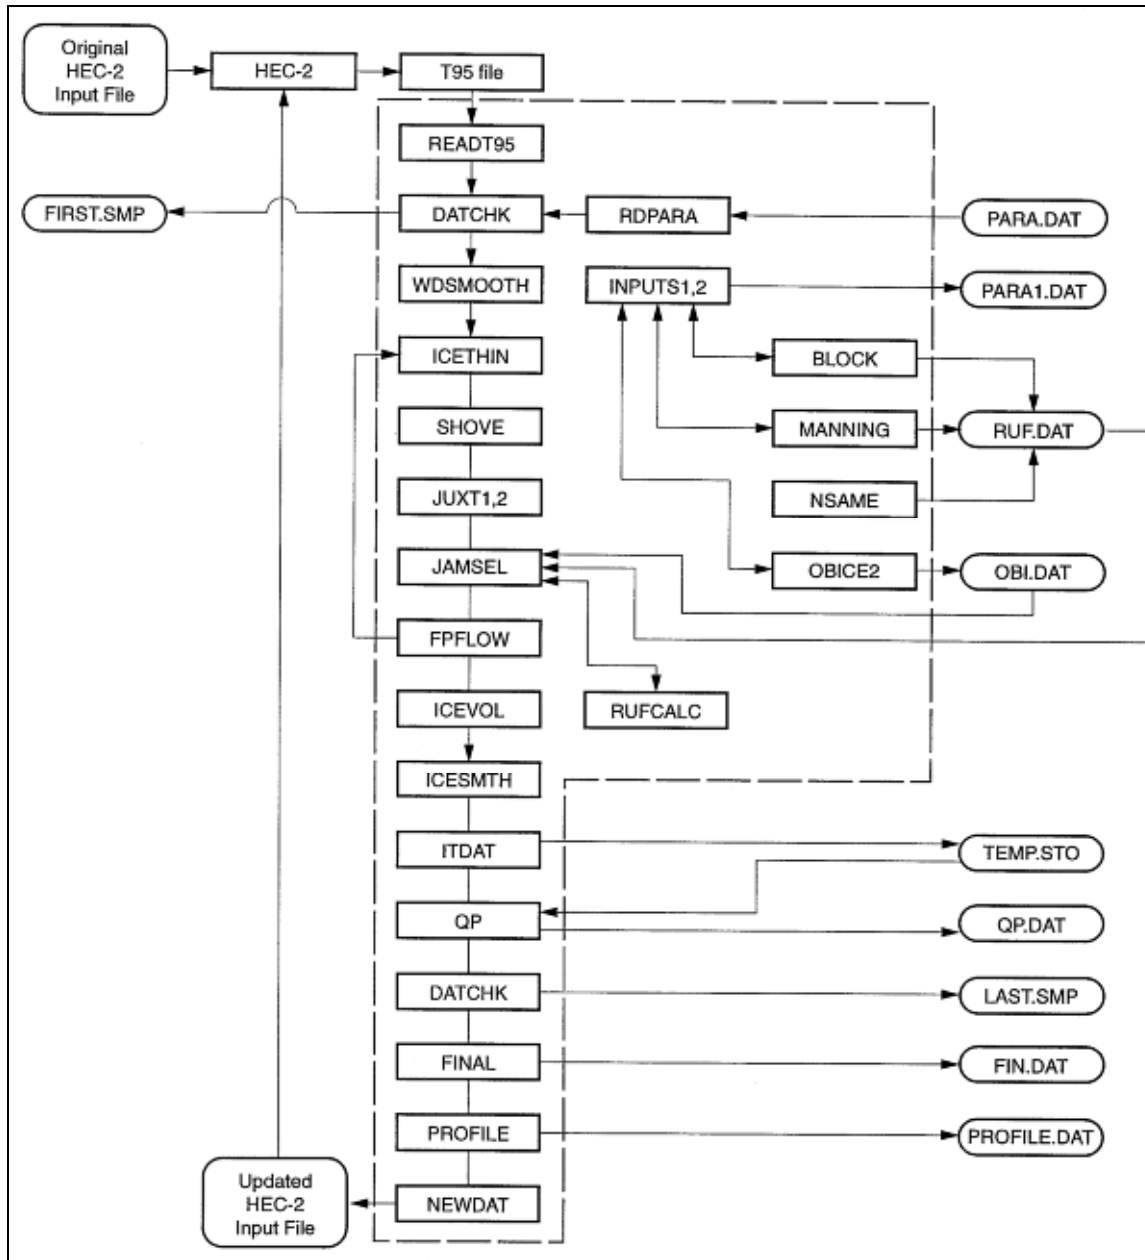 Original
HEC-2
Input File
HEC-2
T95 file
READT95
FIRST.SMP
DATCHK
RDPARA
PARA.DAT
WDSMOOTH
INPUTS1,2
PARA1.DAT
ICETHIN
BLOCK
SHOVE
MANNING
RUF.DAT
JUXT1,2
NSAME
JAMSEL
OBICE2
OBI.DAT
FPFLOW
ICEVOL
RUFCALC
ICESMTH
ITDAT
TEMP.STO
QP
QP.DAT
DATCHK
LAST.SMP
FINAL
FIN.DAT
PROFILE
PROFILE.DAT
Updated
HEC-2
Input File
NEWDAT